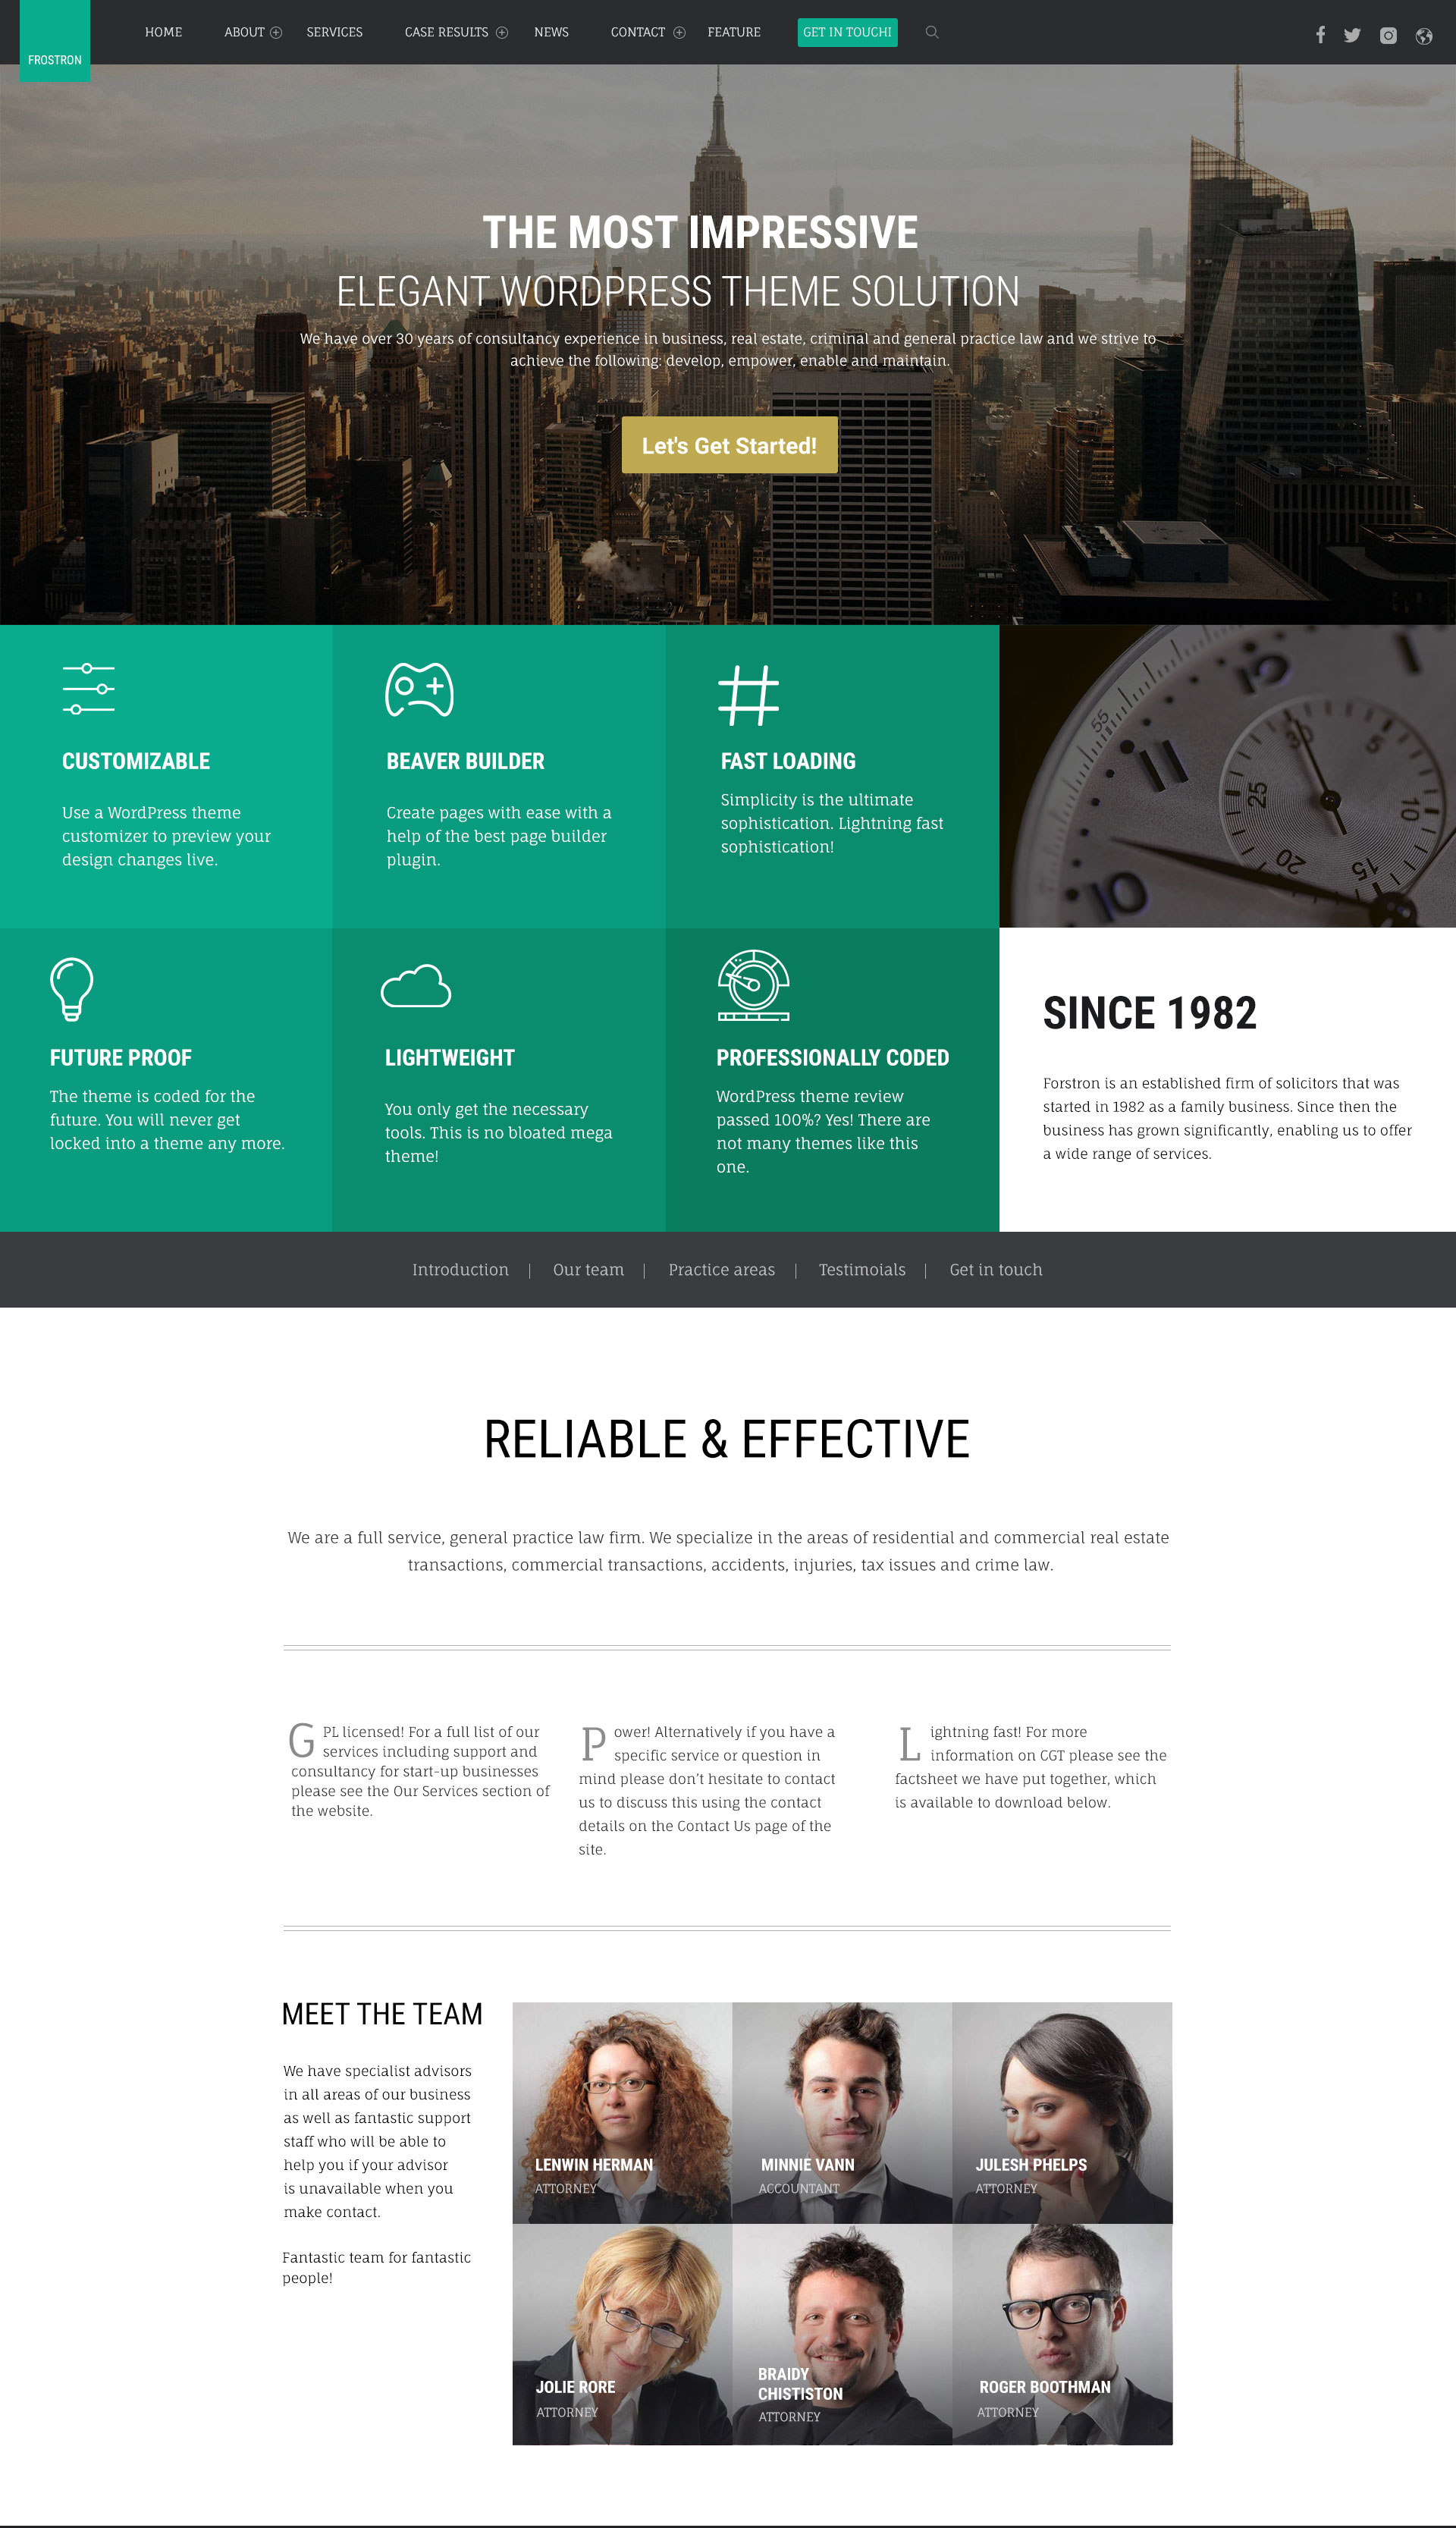 FROSTRON
HOME ABOUT SERVICES CASE RESULTS NEWS CONTACT FEATURE GET IN TOUCH!
THE MOST IMPRESSIVE
ELEGANT WORDPRESS THEME SOLUTION
We have over 30 years of consultancy experience in business, real estate, criminal and general practice law and we strive to
achieve the following: develop, empower, enable and maintain.
Let's Get Started!
CUSTOMIZABLE
Use a WordPress theme
customizer to preview your
design changes live.
BEAVER BUILDER
Create pages with ease with a
help of the best page builder
plugin.
FAST LOADING
Simplicity is the ultimate
sophistication. Lightning fast
sophistication!
55
11
10
30
5
10
15
20
25
FUTURE PROOF
The theme is coded for the
future. You will never get
locked into a theme any more.
LIGHTWEIGHT
You only get the necessary
tools. This is no bloated mega
theme!
PROFESSIONALLY CODED
WordPress theme review
passed 100%? Yes! There are
not many themes like this
one.
SINCE 1982
Forstron is an established firm of solicitors that was
started in 1982 as a family business. Since then the
business has grown significantly, enabling us to offer
a wide range of services.
Introduction | Our team | Practice areas | Testimoials | Get in touch
RELIABLE & EFFECTIVE
We are a full service, general practice law firm. We specialize in the areas of residential and commercial real estate
transactions, commercial transactions, accidents, injuries, tax issues and crime law.
GPL licensed! For a full list of our
services including support and
consultancy for start-up businesses
please see the Our Services section of
the website.
Power! Alternatively if you have a
specific service or question in
mind please don't hesitate to contact
us to discuss this using the contact
details on the Contact Us page of the
site.
Lightning fast! For more
information on CGT please see the
factsheet we have put together, which
is available to download below.
MEET THE TEAM
We have specialist advisors
in all areas of our business
as well as fantastic support
staff who will be able to
help you if your advisor
is unavailable when you
make contact.
Fantastic team for fantastic
people!
LENWIN HERMAN
ATTORNEY
MINNIE VANN
ACCOUNTANT
JULESH PHELPS
ATTORNEY
JOLIE RORE
ATTORNEY
BRAIDY
CHISTISTON
ATTORNEY
ROGER BOOTHMAN
ATTORNEY